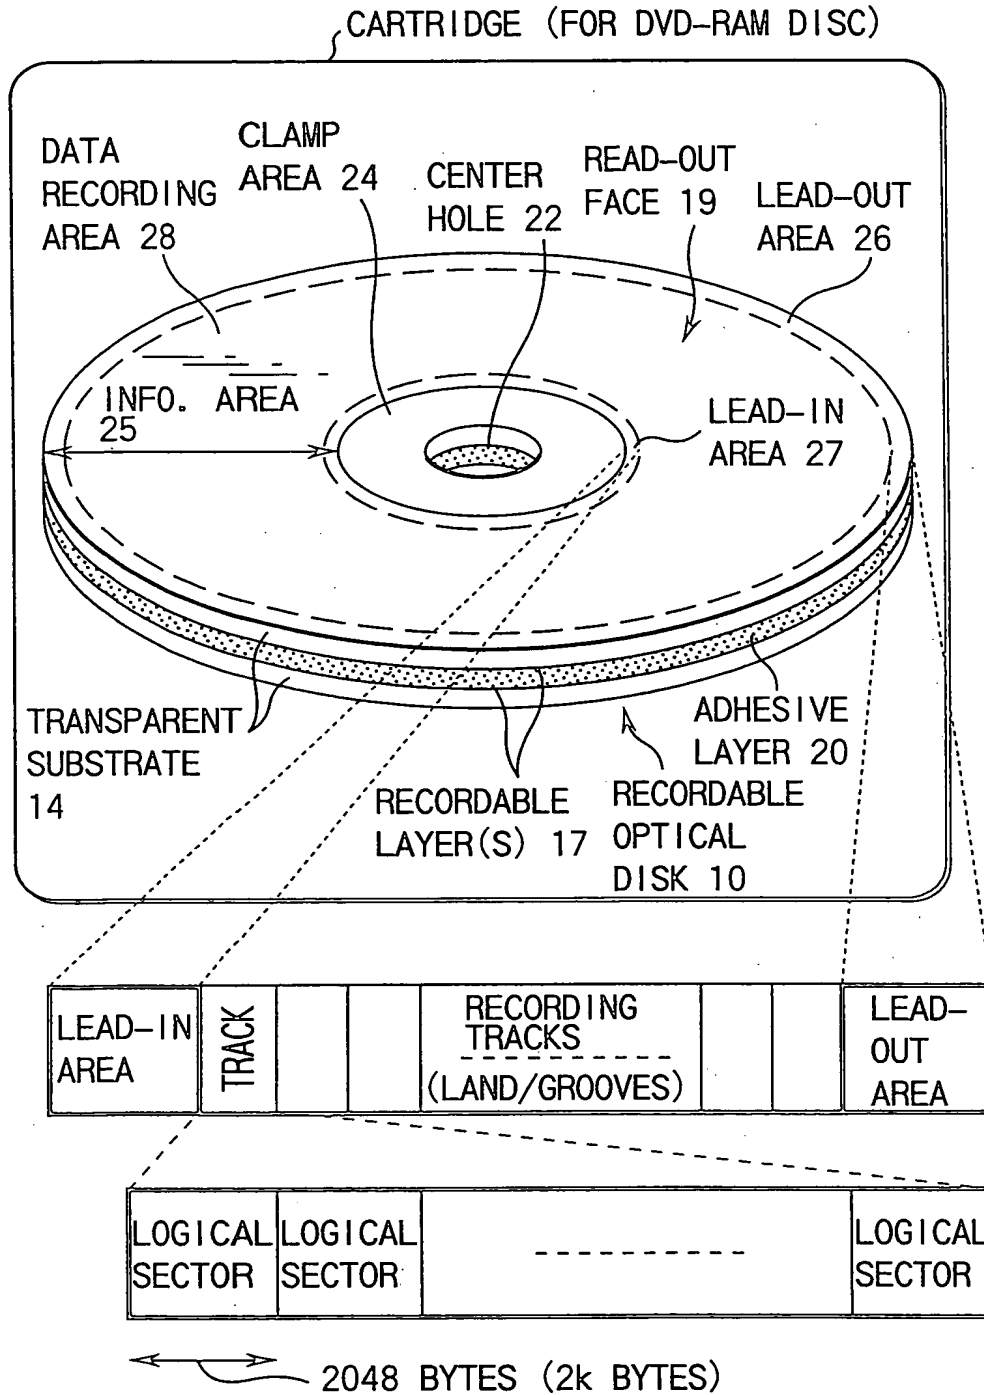 CARTRIDGE (FOR DVD-RAM DISC)
DATA
RECORDING
AREA 28
CLAMP
AREA 24
CENTER
HOLE 22
READ-OUT
FACE 19
LEAD-OUT
AREA 26
INFO. AREA
25
LEAD-IN
AREA 27
TRANSPARENT
SUBSTRATE
14
RECORDABLE
LAYER(S) 17
RECORDABLE
OPTICAL
DISK 10
ADHESIVE
LAYER 20
LEAD-IN
AREA
TRACK
RECORDING
TRACKS
(LAND/GROOVES)
LEAD-
OUT
AREA
LOGICAL
SECTOR
LOGICAL
SECTOR
LOGICAL
SECTOR
2048 BYTES (2k BYTES)